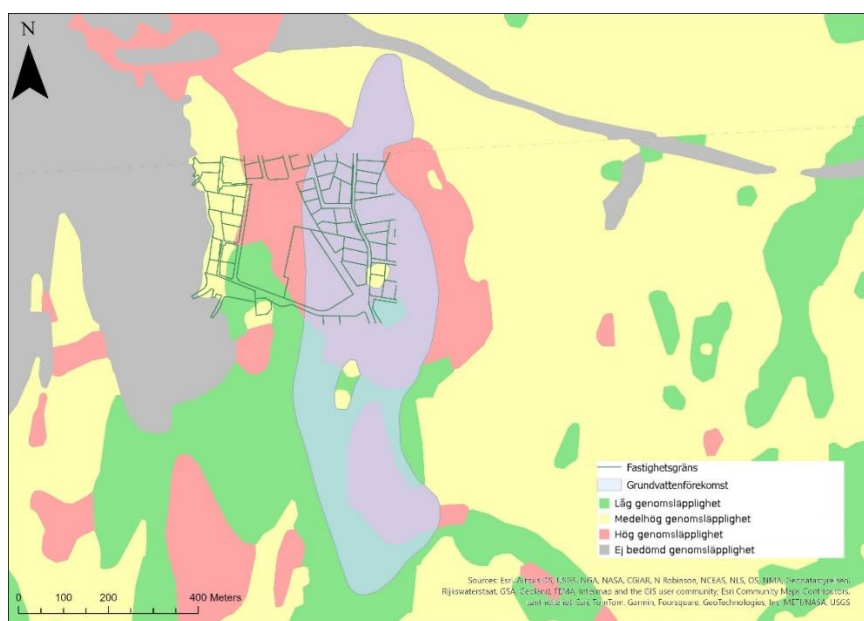 N
Fastighetsgräns
Grundvattenförekomst
Låg genomsläpplighet
Medelhög genomsläpplighet
Hög genomsläpplighet
Ej bedömd genomsläpplighet
Sources: Esri, Airbus DS, USGS, NGA, NASA, CGIAR, N Robinson, NCEAS, NLS, OS, NMA, Geodatastyrelsen,
Rijkswaterstaat, GSA, Geoland, FEMA, Intermap and the GIS user community; Esri Community Maps Contributors,
Lantmäteriet, Esri, TomTom, Garmin, Foursquare, GeoTechnologies, Inc, METI/NASA, USGS
0 100 200 400 Meters